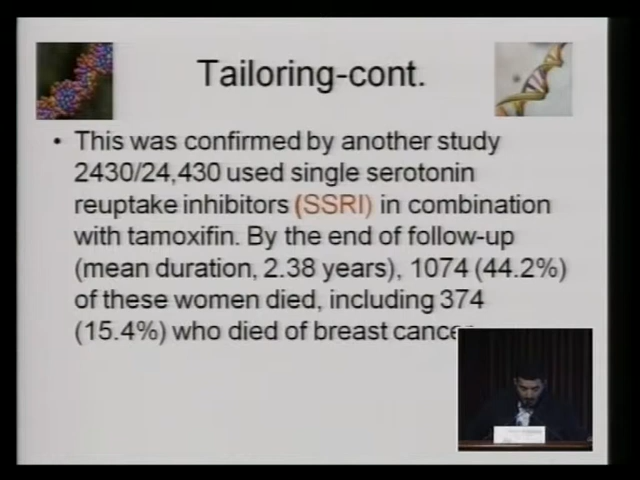 Tailoring-cont.
• This was confirmed by another study
2430/24,430 used single serotonin
reuptake inhibitors (SSRI) in combination
with tamoxifin. By the end of follow-up
(mean duration, 2.38 years), 1074 (44.2%)
of these women died, including 374
(15.4%) who died of breast cance